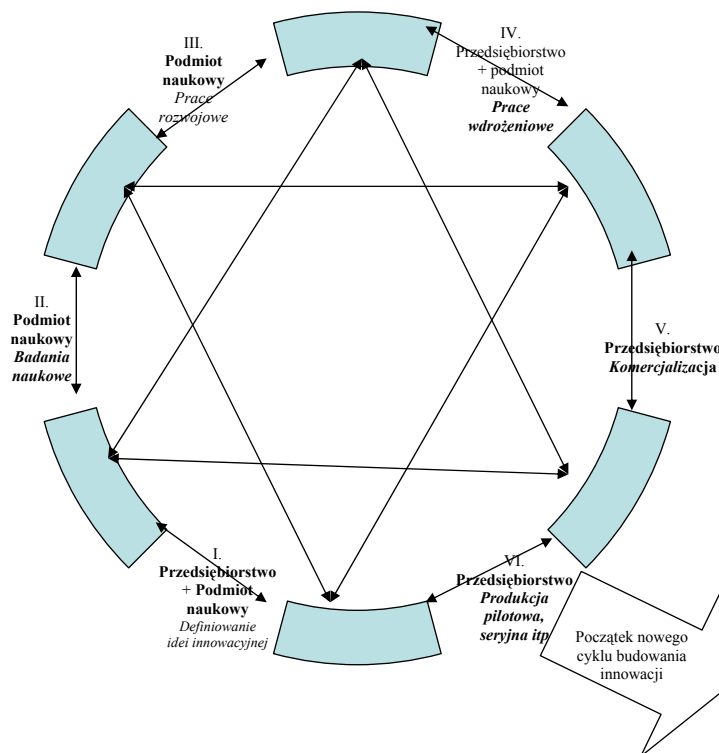 III.
Podmiot
naukowy
Prace
rozwojowe
IV.
Przedsiębiorstwo
+ podmiot
naukowy
Prace
wdrożeniowe
II.
Podmiot
naukowy
Badania
naukowe
V.
Przedsiębiorstwo
Komercjalizacja
I.
Przedsiębiorstwo
+ Podmiot
naukowy
Definiowanie
idei innowacyjnej
VI.
Przedsiębiorstwo
Produkcja
pilotowa,
seryjna itp
Początek nowego
cyklu budowania
innowacji